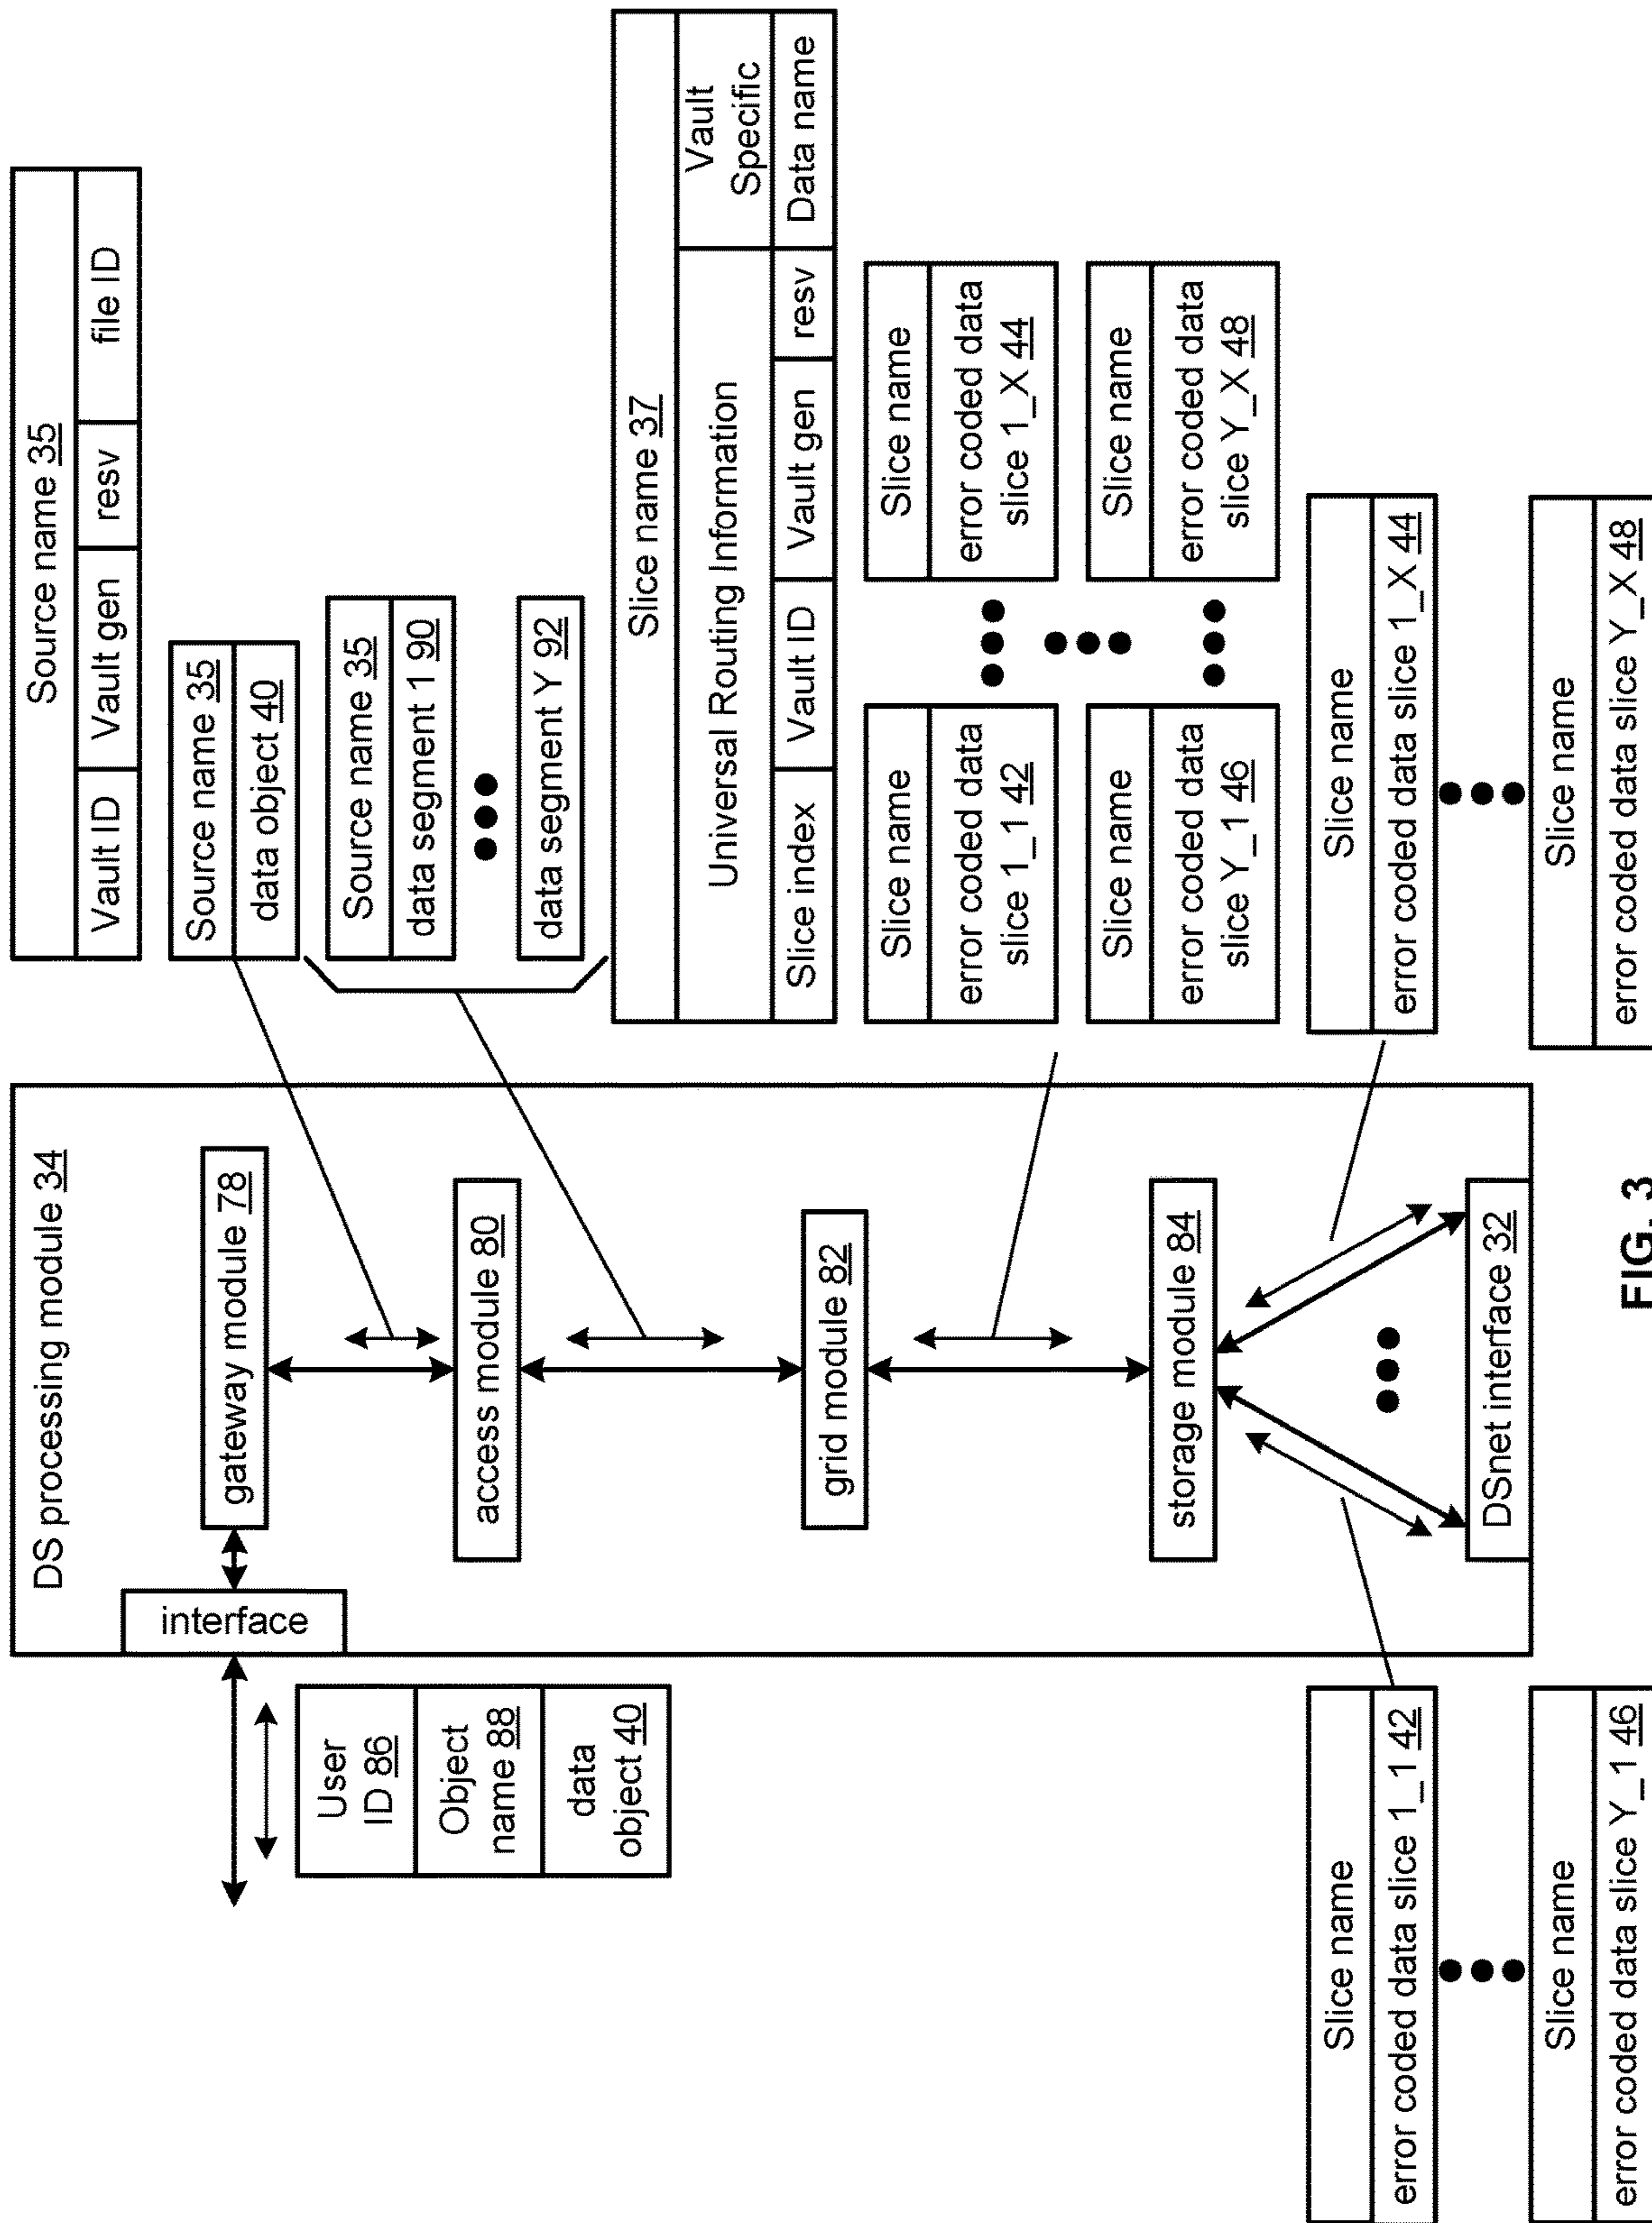 DS processing module 34
interface
gateway module 78
access module 80
grid module 82
storage module 84
DSnet interface 32
User
ID 86
Object
name 88
data
object 40
Source name 35
Vault ID
Vault gen
resv
file ID
Source name 35
data object 40
Source name 35
data segment 1 90
data segment Y 92
Slice name 37
Universal Routing Information
Vault
Specific
Slice index
Vault ID
Vault gen
resv
Data name
Slice name
error coded data
slice 1_1 42
Slice name
error coded data
slice 1_X 44
Slice name
error coded data
slice Y_1 46
Slice name
error coded data
slice Y_X 48
Slice name
error coded data slice 1_1 42
Slice name
error coded data slice Y_1 46
Slice name
error coded data slice 1_X 44
Slice name
error coded data slice Y_X 48
FIG. 3